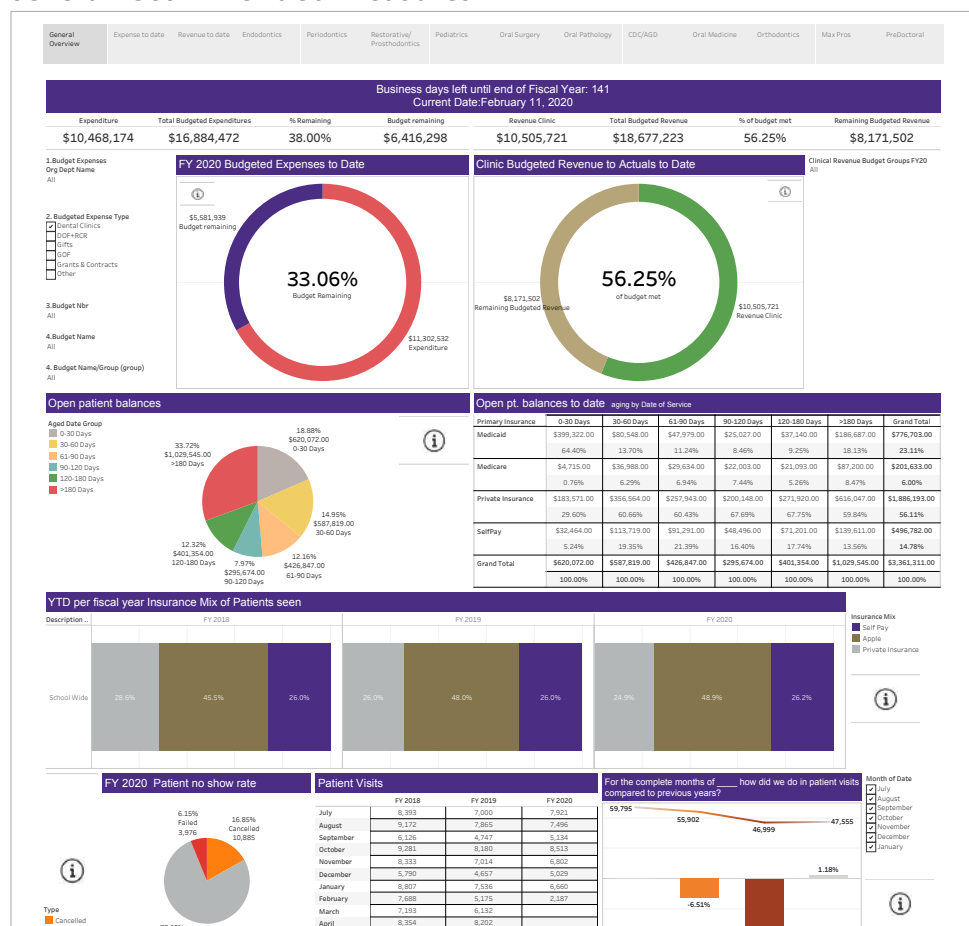 General Overview
Expense to date
Revenue to date
Endodontics
Periodontics
Restorative/ Prosthodontics
Pediatrics
Oral Surgery
Oral Pathology
CDC/AGD
Oral Medicine
Orthodontics
Max Pros
PreDoctoral
Business days left until end of Fiscal Year: 141
Current Date:February 11, 2020
Expenditure Total Budgeted Expenditures % Remaining Budget remaining Revenue Clinic Total Budgeted Revenue % of budget met Remaining Budgeted Revenue
$10,468,174 $16,884,472 38.00% $6,416,298 $10,505,721 $18,677,223 56.25% $8,171,502
1.Budget Expenses
Org Dept Name
All
2. Budgeted Expense Type
Dental Clinics
DOF+RCR
Gifts
GOF
Grants & Contracts
Other
3.Budget Nbr
All
4.Budget Name
All
4. Budget Name/Group (group)
All
FY 2020 Budgeted Expenses to Date
$5,581,939
Budget remaining
33.06%
Budget Remaining
$11,302,532
Expenditure
Clinic Budgeted Revenue to Actuals to Date
56.25%
of budget met
$8,171,502
Remaining Budgeted Revenue
$10,505,721
Revenue Clinic
Clinical Revenue Budget Groups FY20
All
Open patient balances
Aged Date Group
0-30 Days
30-60 Days
61-90 Days
90-120 Days
120-180 Days
>180 Days
18.88%
$620,072.00
0-30 Days
33.72%
$1,029,545.00
>180 Days
14.95%
$587,819.00
30-60 Days
12.16%
$426,847.00
61-90 Days
7.97%
$295,674.00
90-120 Days
12.32%
$401,354.00
120-180 Days
Open pt. balances to date aging by Date of Service
Primary Insurance 0-30 Days 30-60 Days 61-90 Days 90-120 Days 120-180 Days >180 Days Grand Total
Medicaid $399,322.00 $80,548.00 $47,979.00 $25,027.00 $37,140.00 $186,687.00 $776,703.00
64.40% 13.70% 11.24% 8.46% 9.25% 18.13% 23.11%
Medicare $4,715.00 $36,988.00 $29,634.00 $22,003.00 $21,093.00 $87,200.00 $201,633.00
0.76% 6.29% 6.94% 7.44% 5.26% 8.47% 6.00%
Private Insurance $183,571.00 $356,564.00 $257,943.00 $200,148.00 $271,920.00 $616,047.00 $1,886,193.00
29.60% 60.66% 60.43% 67.69% 67.75% 59.84% 56.11%
SelfPay $32,464.00 $113,719.00 $91,291.00 $48,496.00 $71,201.00 $139,611.00 $496,782.00
5.24% 19.35% 21.39% 16.40% 17.74% 13.56% 14.78%
Grand Total $620,072.00 $587,819.00 $426,847.00 $295,674.00 $401,354.00 $1,029,545.00 $3,361,311.00
100.00% 100.00% 100.00% 100.00% 100.00% 100.00% 100.00%
YTD per fiscal year Insurance Mix of Patients seen
Description .. FY 2018 FY 2019 FY 2020
School Wide 28.6% 45.5% 26.0% 26.0% 48.0% 26.0% 24.9% 48.9% 26.2%
Insurance Mix
Self Pay
Apple
Private Insurance
FY 2020 Patient no show rate
6.15%
Failed
3,976
16.85%
Cancelled
10,885
Type
Cancelled
Patient Visits
FY 2018 FY 2019 FY 2020
July 8,393 7,000 7,921
August 9,172 7,865 7,496
September 6,126 4,747 5,134
October 9,281 8,180 8,513
November 8,333 7,014 6,802
December 5,790 4,657 5,029
January 8,807 7,536 6,660
February 7,688 5,175 2,187
March 7,193 6,132
April 8,354 8,202
For the complete months of ____ how did we do in patient visits
compared to previous years?
59,795
55,902
46,999
47,555
1.18%
-6.51%
Month of Date
July
August
September
October
November
December
January